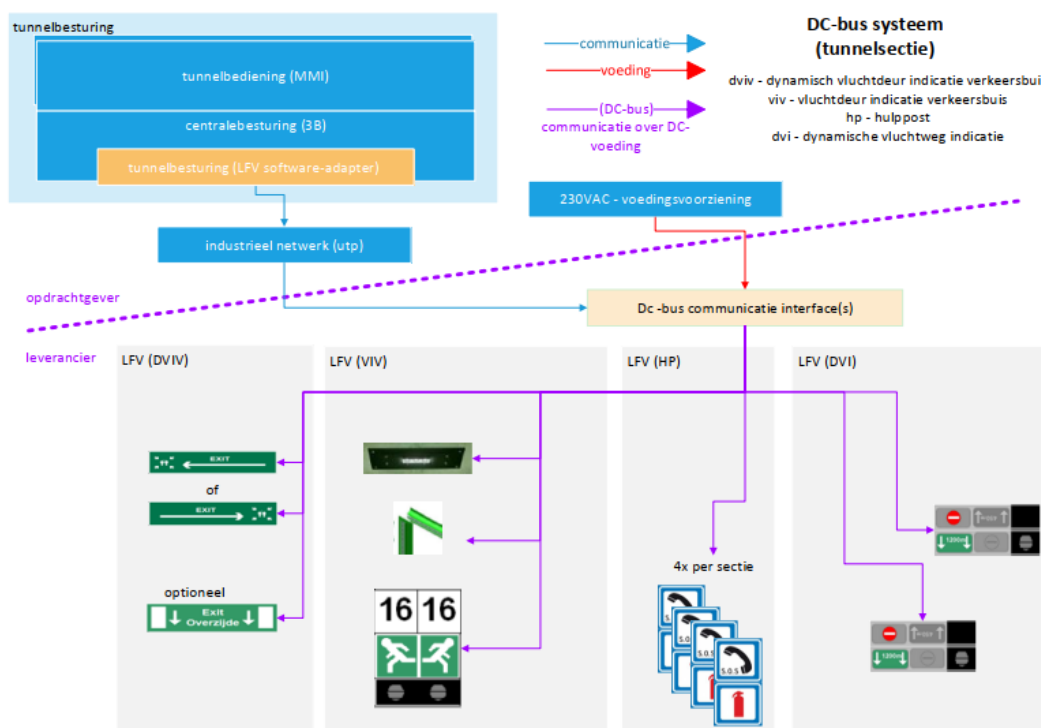 tunnelbesturing
tunnelbediening (MMI)
centralebesturing (3B)
tunnelbesturing (LFV software-adapter)
industrieel netwerk (utp)
communicatie
voeding
(DC-bus)
communicatie over DC-
voeding
DC-bus systeem
(tunnelsectie)
dviv - dynamisch vluchtdeur indicatie verkeersbui
viv - vluchtdeur indicatie verkeersbuis
hp - hulppost
dvi - dynamische vluchtweg indicatie
230VAC - voedingsvoorziening
opdrachtgever
Dc -bus communicatie interface(s)
leverancier
LFV (DVIV)
EXIT
of
EXIT
optioneel
Exit
Overzijde
LFV (VIV)
16 16
LFV (HP)
4x per sectie
S.O.S
S.O.S
LFV (DVI)
1200m
1200m